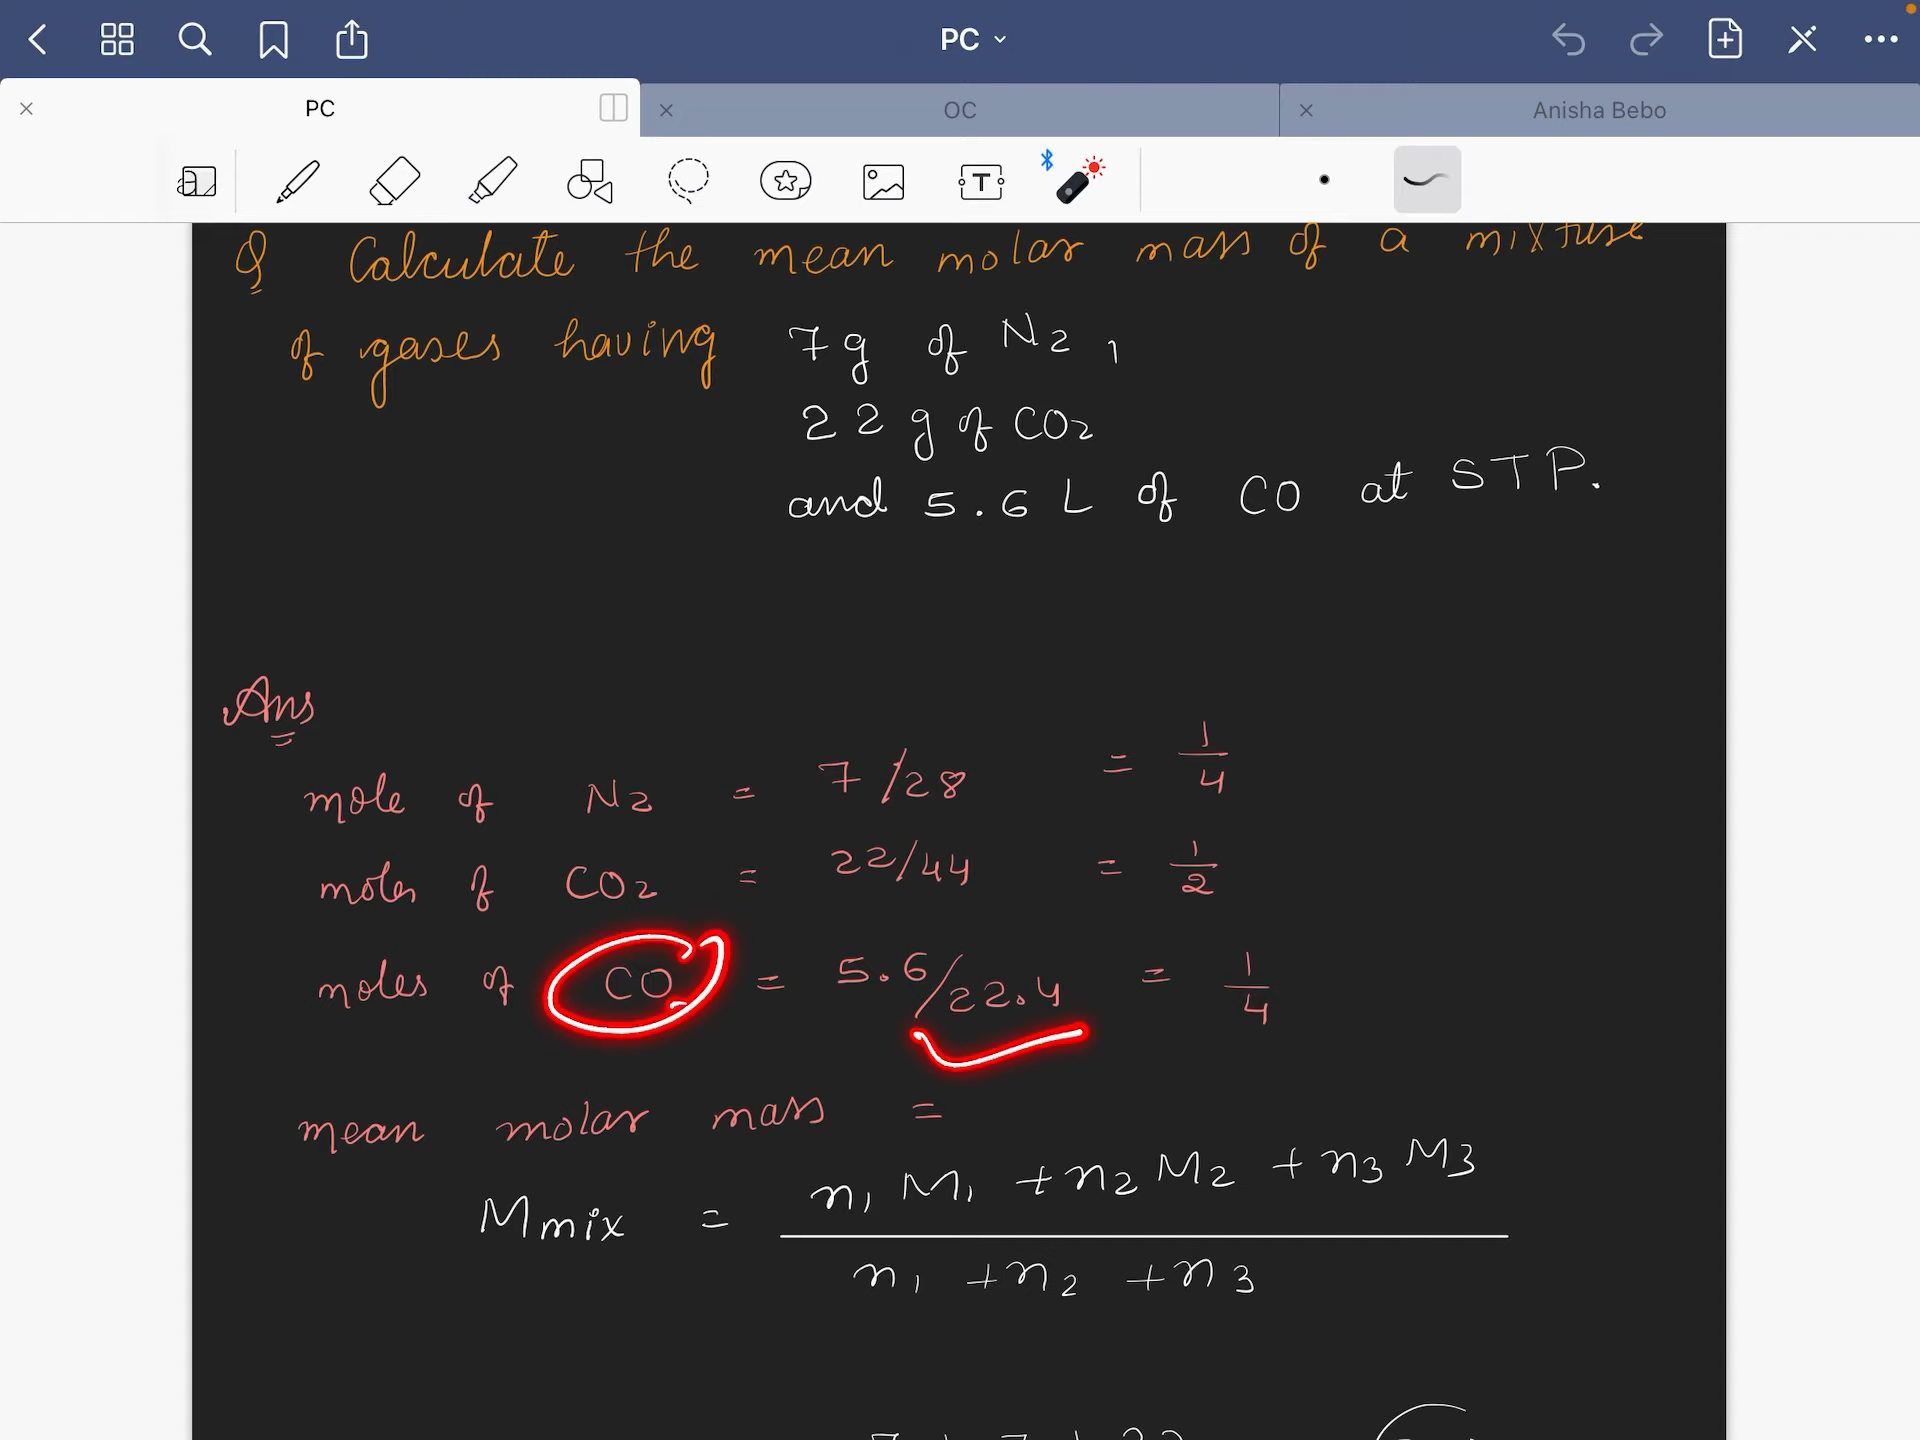 PC
PC
OC
Anisha Bebo
Q Calculate the mean molar mass of a mixture
of gases having 7g of N2,
22 g of CO2
and 5.6 L of CO at STP.
Ans
mole of N2 = 7/28 = 1/4
moles of CO2 = 22/44 = 1/2
moles of CO = 5.6/22.4 = 1/4
mean molar mass =
Mmix = n1 M1 + n2 M2 + n3 M3
n1 + n2 + n3